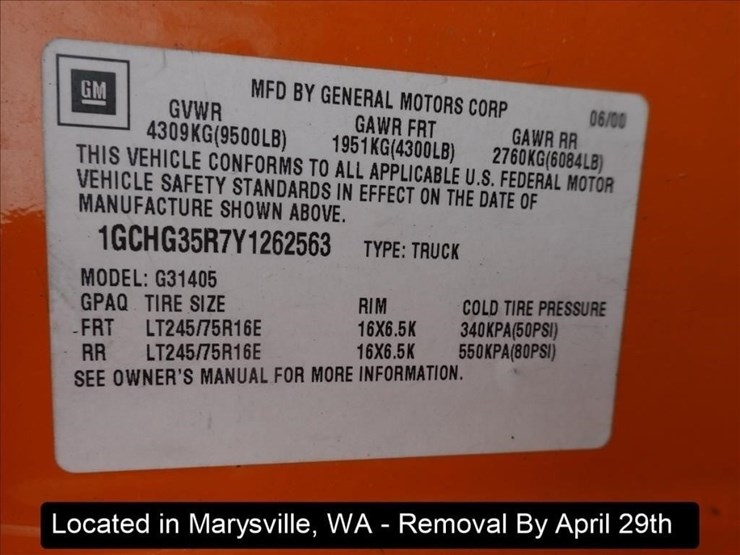 GM
MFD BY GENERAL MOTORS CORP 06/00
GVWR GAWR FRT GAWR RR
4309KG(9500LB) 1951KG(4300LB) 2760KG(6084LB)
THIS VEHICLE CONFORMS TO ALL APPLICABLE U.S. FEDERAL MOTOR
VEHICLE SAFETY STANDARDS IN EFFECT ON THE DATE OF
MANUFACTURE SHOWN ABOVE.
1GCHG35R7Y1262563 TYPE: TRUCK
MODEL: G31405
GPAQ TIRE SIZE RIM COLD TIRE PRESSURE
FRT LT245/75R16E 16X6.5K 340KPA(50PSI)
RR LT245/75R16E 16X6.5K 550KPA(80PSI)
SEE OWNER'S MANUAL FOR MORE INFORMATION.
Located in Marysville, WA - Removal By April 29th